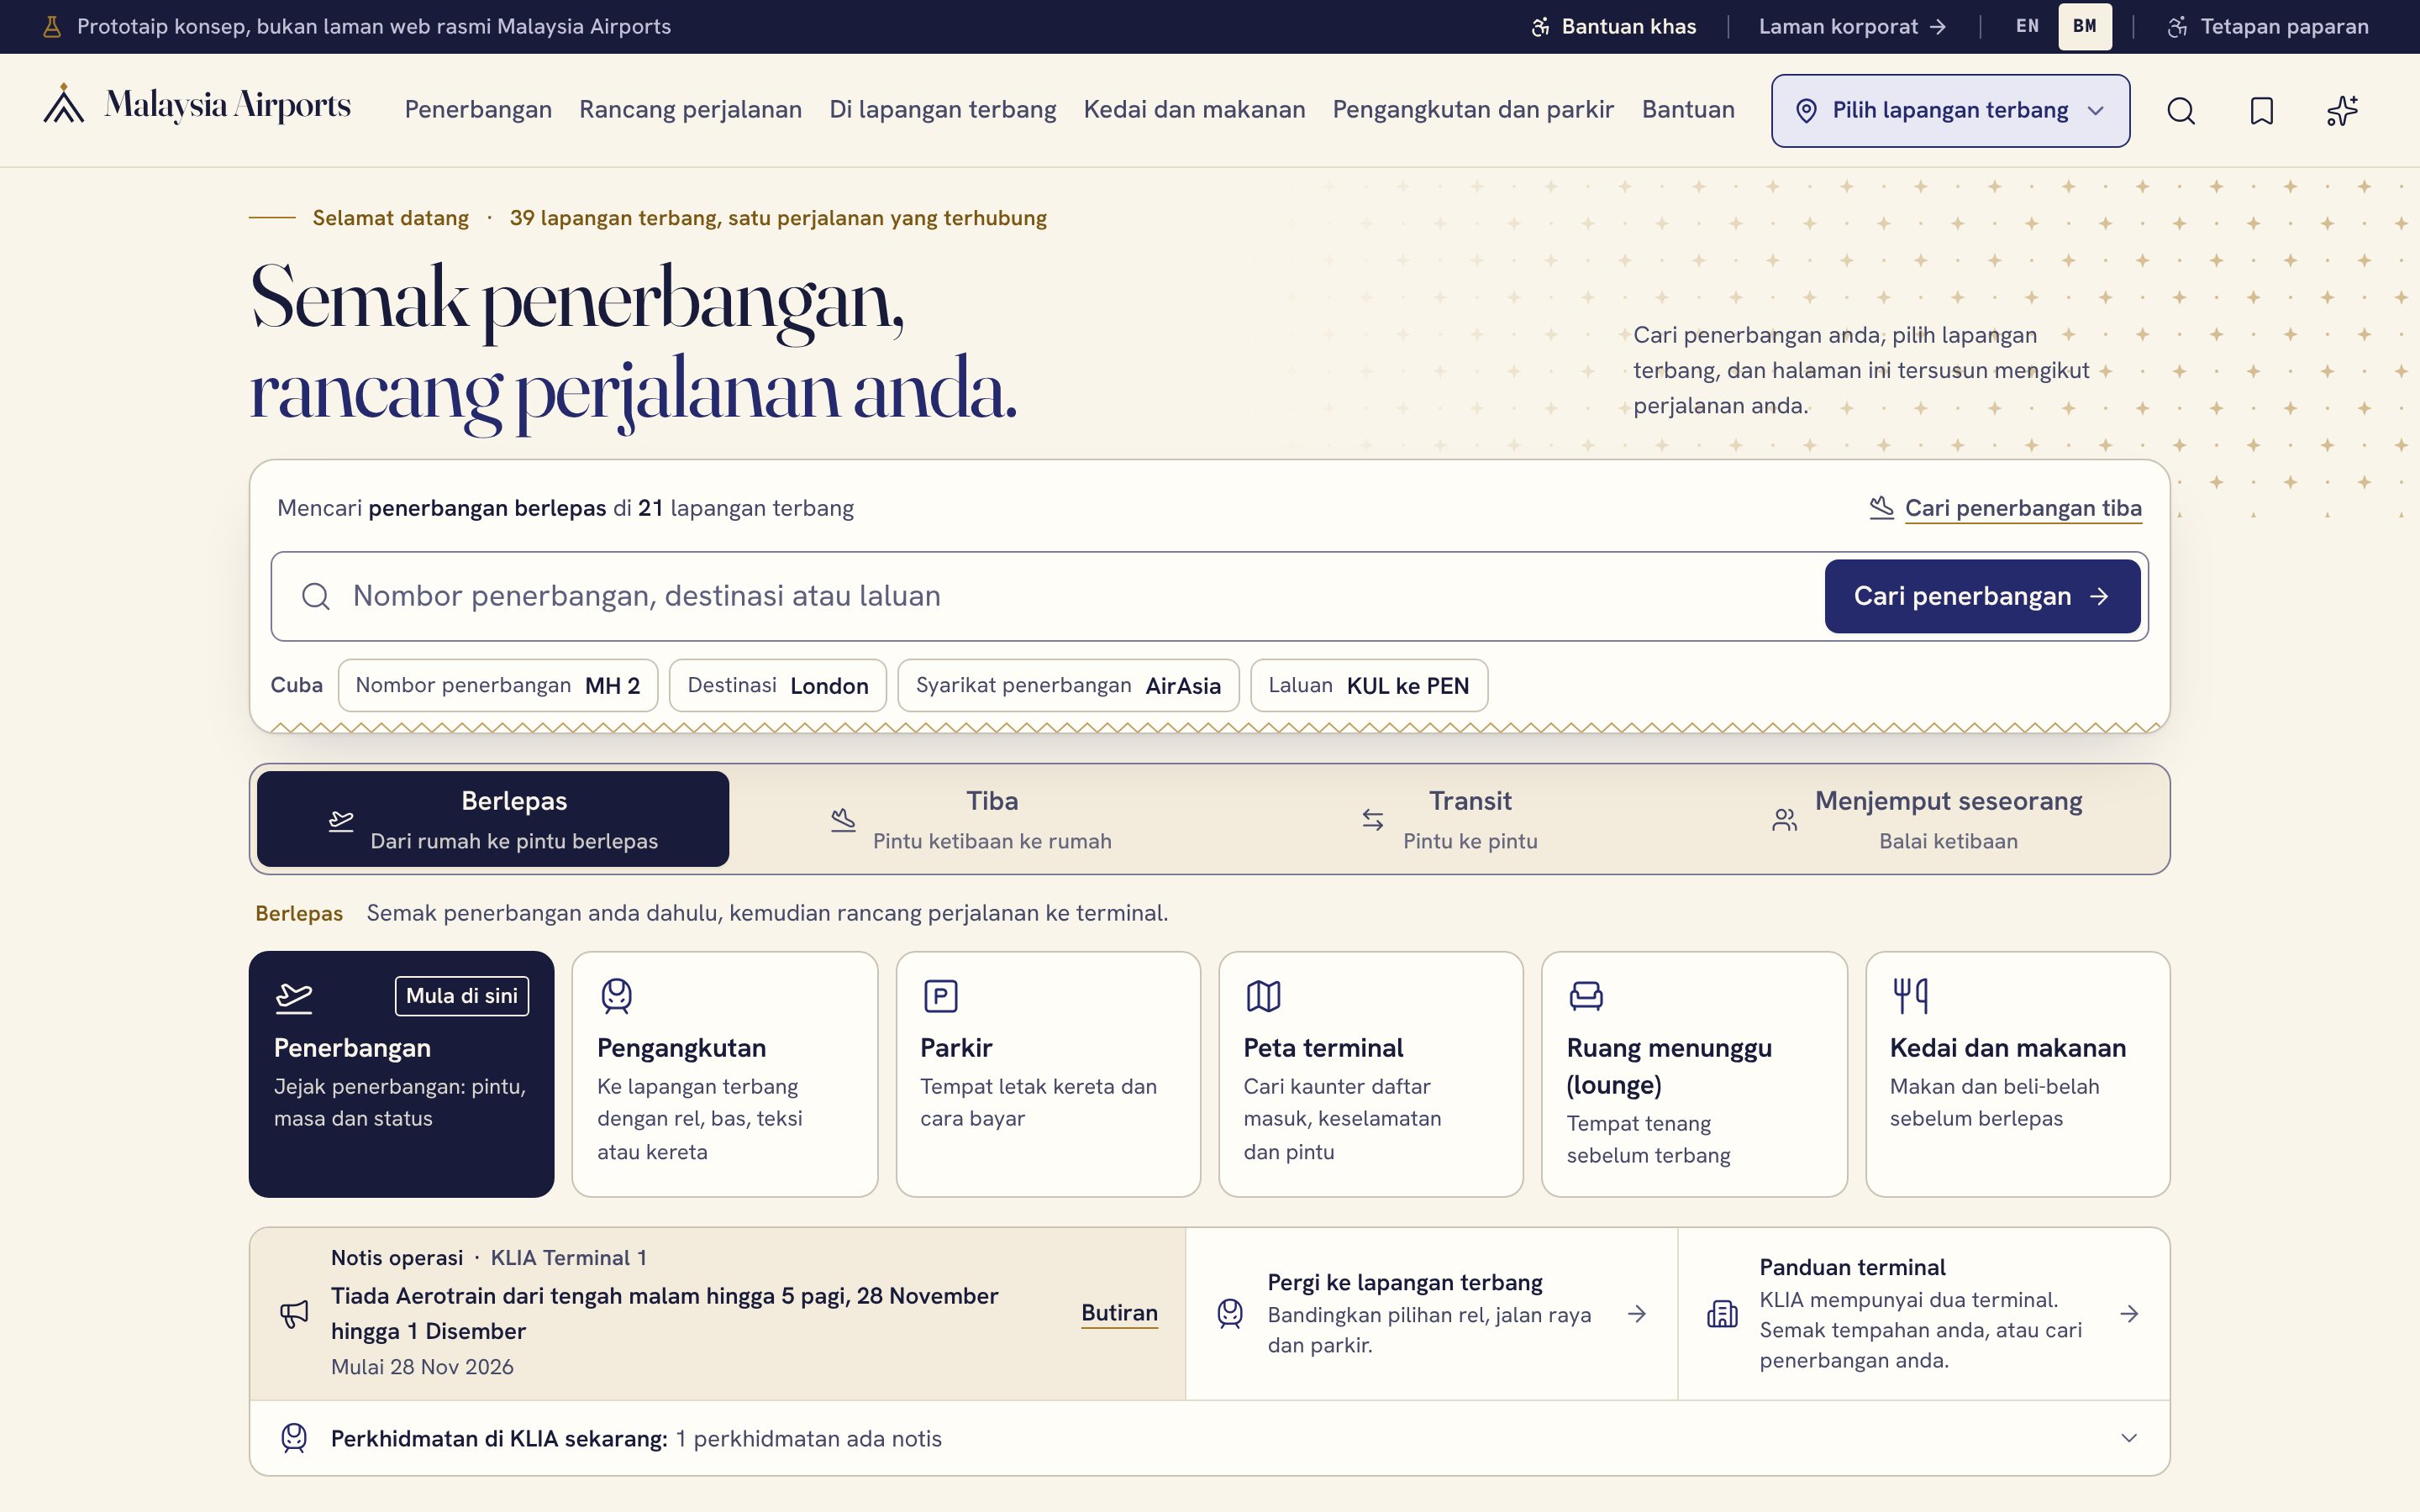 Prototaip konsep, bukan laman web rasmi Malaysia Airports
Bantuan khas
Laman korporat
EN
BM
Tetapan paparan
Malaysia Airports
Penerbangan
Rancang perjalanan
Di lapangan terbang
Kedai dan makanan
Pengangkutan dan parkir
Bantuan
Pilih lapangan terbang
Selamat datang · 39 lapangan terbang, satu perjalanan yang terhubung
Semak penerbangan,
rancang perjalanan anda.
Cari penerbangan anda, pilih lapangan
terbang, dan halaman ini tersusun mengikut
perjalanan anda.
Mencari penerbangan berlepas di 21 lapangan terbang
Cari penerbangan tiba
Nombor penerbangan, destinasi atau laluan
Cari penerbangan
Cuba
Nombor penerbangan MH 2
Destinasi London
Syarikat penerbangan AirAsia
Laluan KUL ke PEN
Berlepas
Dari rumah ke pintu berlepas
Tiba
Pintu ketibaan ke rumah
Transit
Pintu ke pintu
Menjemput seseorang
Balai ketibaan
Berlepas
Semak penerbangan anda dahulu, kemudian rancang perjalanan ke terminal.
Mula di sini
Penerbangan
Jejak penerbangan: pintu,
masa dan status
Pengangkutan
Ke lapangan terbang
dengan rel, bas, teksi
atau kereta
P
Parkir
Tempat letak kereta dan
cara bayar
Peta terminal
Cari kaunter daftar
masuk, keselamatan
dan pintu
Ruang menunggu
(lounge)
Tempat tenang
sebelum terbang
Kedai dan makanan
Makan dan beli-belah
sebelum berlepas
Notis operasi · KLIA Terminal 1
Tiada Aerotrain dari tengah malam hingga 5 pagi, 28 November
hingga 1 Disember
Mulai 28 Nov 2026
Butiran
Pergi ke lapangan terbang
Bandingkan pilihan rel, jalan raya
dan parkir.
Panduan terminal
KLIA mempunyai dua terminal.
Semak tempahan anda, atau cari
penerbangan anda.
Perkhidmatan di KLIA sekarang: 1 perkhidmatan ada notis